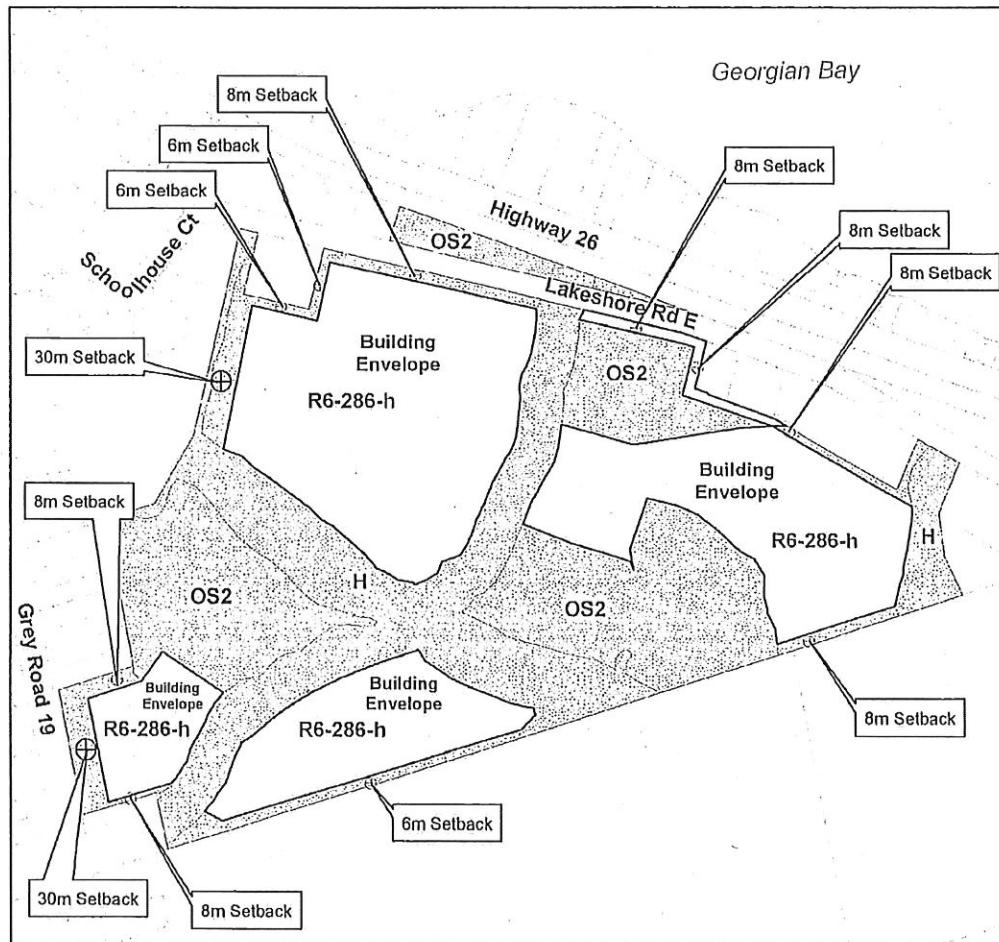 Georgian Bay
8m Setback
6m Setback
6m Setback
8m Setback
8m Setback
8m Setback
Schoolhouse Ct
OS2
Highway 26
Lakeshore Rd E
30m Setback
Building
Envelope
R6-286-h
OS2
8m Setback
Building
Envelope
R6-286-h
H
H
OS2
OS2
Grey Road 19
Building
Envelope
R6-286-h
Building
Envelope
R6-286-h
8m Setback
6m Setback
30m Setback
8m Setback